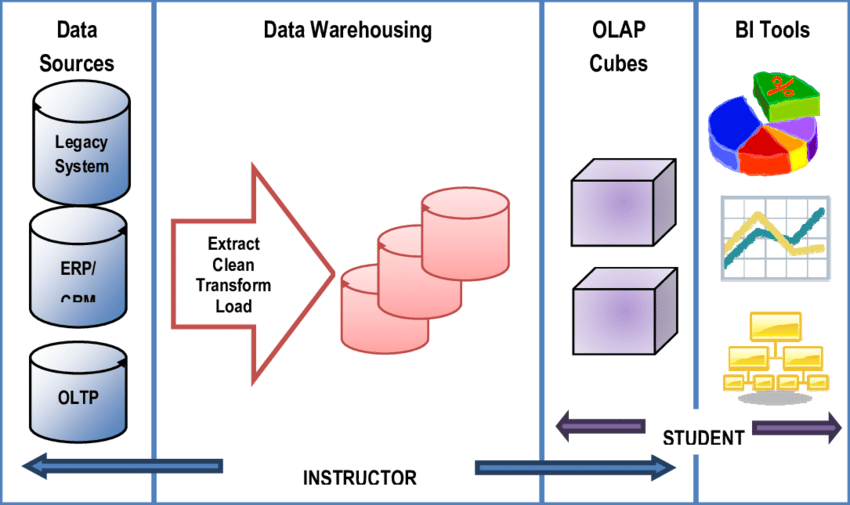 Data
Sources
Data Warehousing
OLAP
Cubes
BI Tools
Legacy
System
ERP/
Extract
Clean
Transform
Load
OLTP
%
STUDENT
INSTRUCTOR